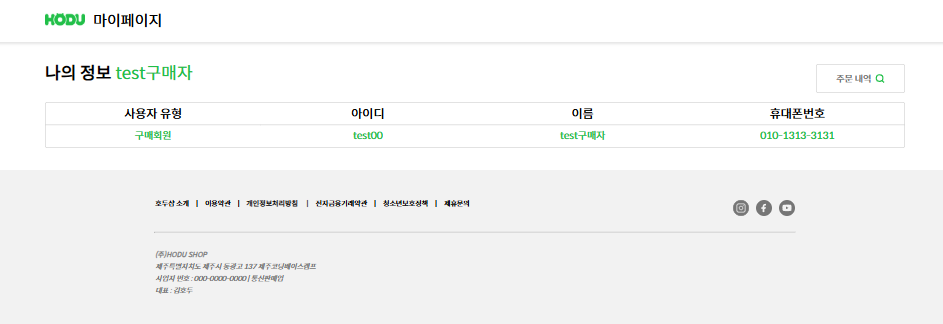 HODU 마이페이지
나의 정보 test구매자
주문 내역
사용자 유형 아이디 이름 휴대폰번호
구매회원 test00 test구매자 010-1313-3131
호두샵 소개 | 이용약관 | 개인정보처리방침 | 전자금융거래약관 | 청소년보호정책 | 제휴문의
(주)HODU SHOP
제주특별자치도 제주시 동광고 137 제주코딩베이스캠프
사업자 번호 : 000-0000-0000 | 통신판매업
대표 : 김호두